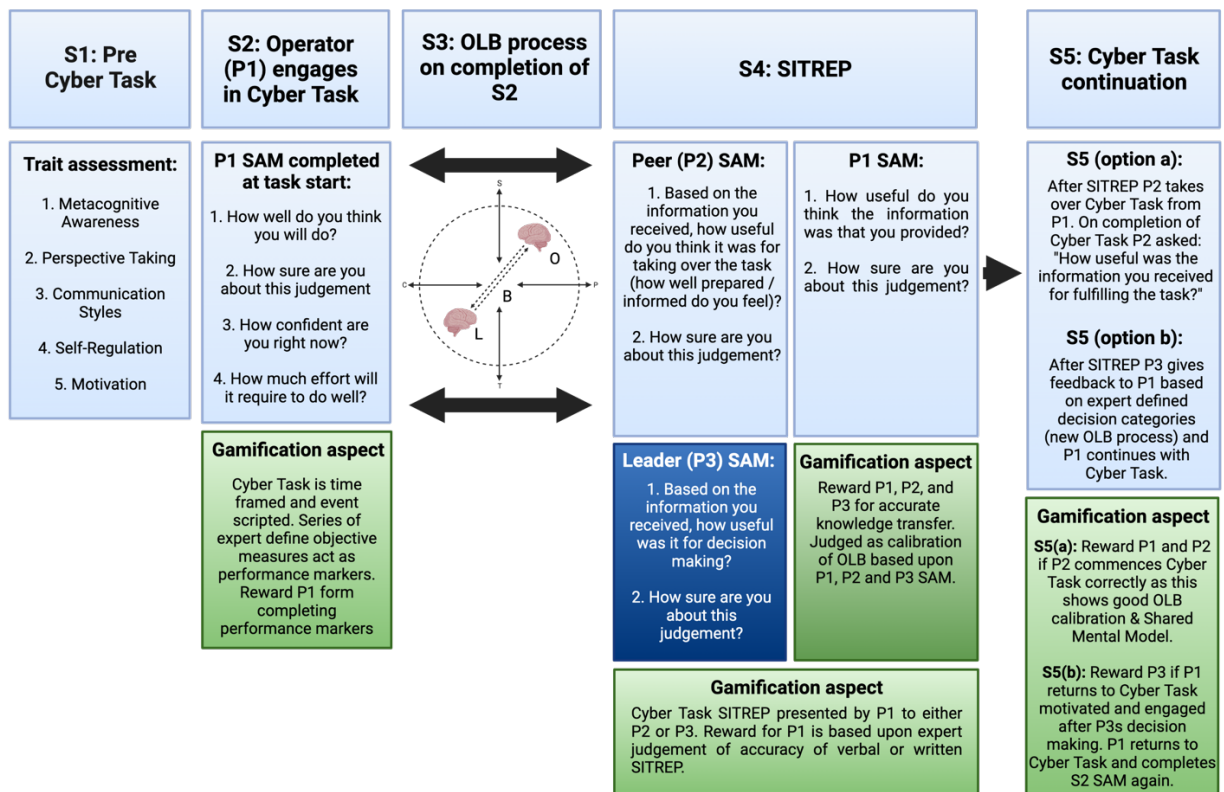 S1: Pre
Cyber Task
S2: Operator
(P1) engages
in Cyber Task
S3: OLB process
on completion of
S2
S4: SITREP
S5: Cyber Task
continuation
Trait assessment:
1. Metacognitive
Awareness
2. Perspective Taking
3. Communication
Styles
4. Self-Regulation
5. Motivation
P1 SAM completed
at task start:
1. How well do you think
you will do?
2. How sure are you
about this judgement
3. How confident are
you right now?
4. How much effort will
it require to do well?
Gamification aspect
Cyber Task is time
framed and event
scripted. Series of
expert define objective
measures act as
performance markers.
Reward P1 form
completing
performance markers
S
O
C
B
P
L
T
Peer (P2) SAM:
1. Based on the
information you
received, how useful
do you think it was for
taking over the task
(how well prepared /
informed do you feel)?
2. How sure are you
about this judgement?
P1 SAM:
1. How useful do you
think the information
was that you provided?
2. How sure are you
about this judgement?
Leader (P3) SAM:
1. Based on the
information you
received, how useful
was it for decision
making?
2. How sure are you
about this
judgement?
Gamification aspect
Reward P1, P2, and
P3 for accurate
knowledge transfer.
Judged as calibration
of OLB based upon
P1, P2 and P3 SAM.
Gamification aspect
Cyber Task SITREP presented by P1 to either
P2 or P3. Reward for P1 is based upon expert
judgement of accuracy of verbal or written
SITREP.
S5 (option a):
After SITREP P2 takes
over Cyber Task from
P1. On completion of
Cyber Task P2 asked:
"How useful was the
information you received
for fulfilling the task?"
S5 (option b):
After SITREP P3 gives
feedback to P1 based
on expert defined
decision categories
(new OLB process) and
P1 continues with
Cyber Task.
Gamification aspect
S5(a): Reward P1 and P2
if P2 commences Cyber
Task correctly as this
shows good OLB
calibration & Shared
Mental Model.
S5(b): Reward P3 if P1
returns to Cyber Task
motivated and engaged
after P3s decision
making. P1 returns to
Cyber Task and completes
S2 SAM again.